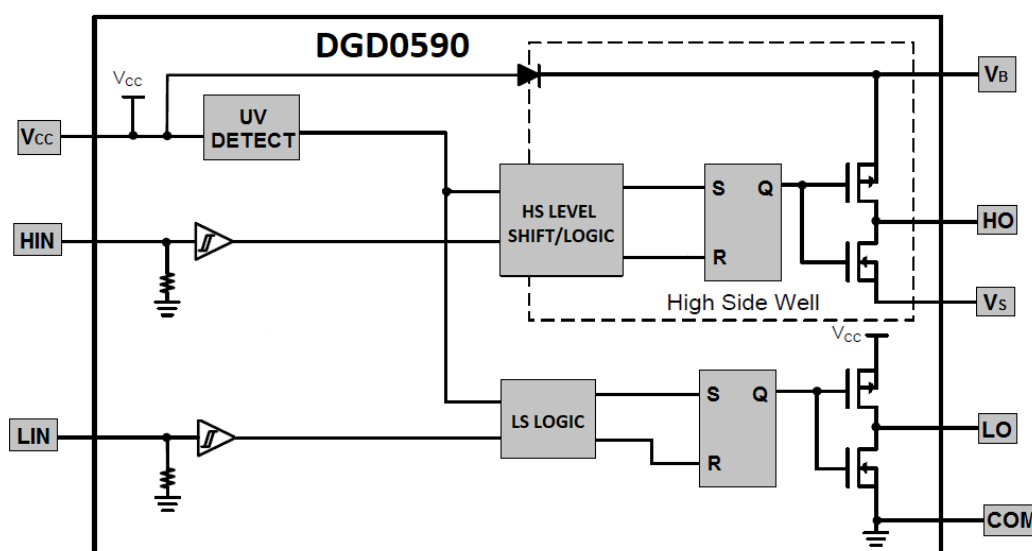 DGD0590
VCC
VCC
UV
DETECT
VB
HIN
HS LEVEL
SHIFT/LOGIC
S
Q
R
HO
High Side Well
VS
VCC
LIN
LS LOGIC
S
Q
R
LO
COM